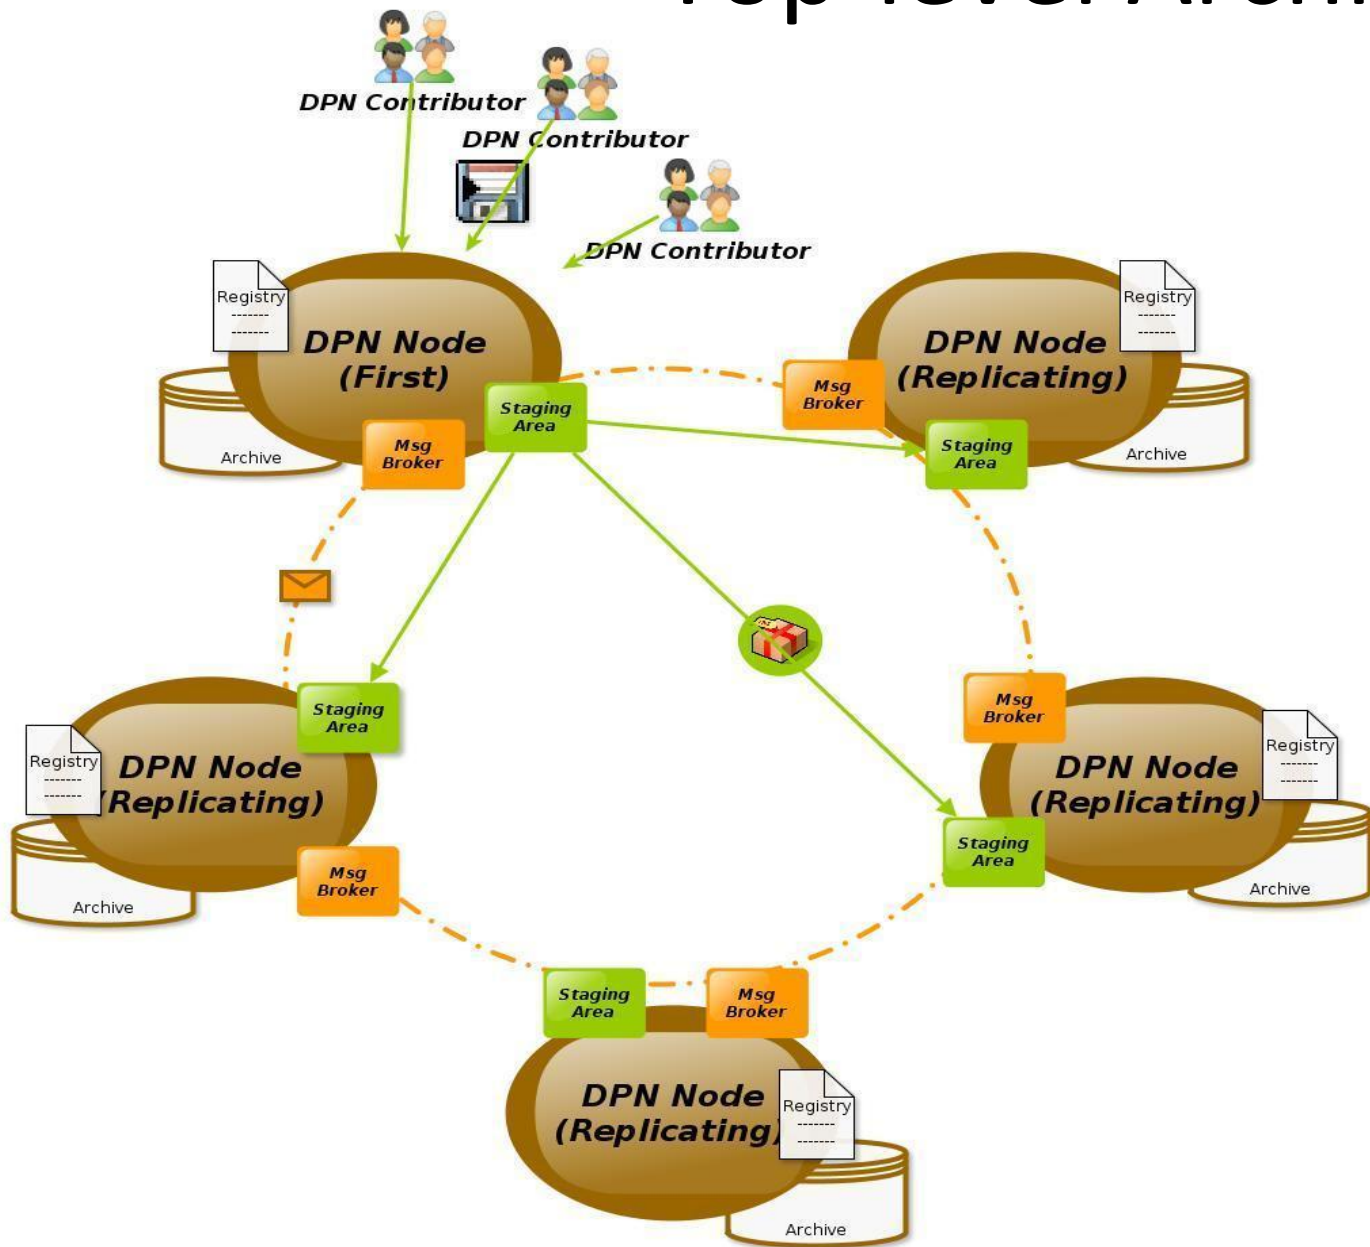 DPN Contributor
DPN Contributor
DPN Contributor
Registry
-------
-------
DPN Node
(First)
Archive
Msg
Broker
Staging
Area
Registry
-------
-------
DPN Node
(Replicating)
Msg
Broker
Staging
Area
Archive
Registry
-------
-------
DPN Node
(Replicating)
Staging
Area
Msg
Broker
Archive
Msg
Broker
Registry
-------
-------
DPN Node
(Replicating)
Staging
Area
Archive
Staging
Area
Msg
Broker
DPN Node
(Replicating)
Registry
-------
-------
Archive